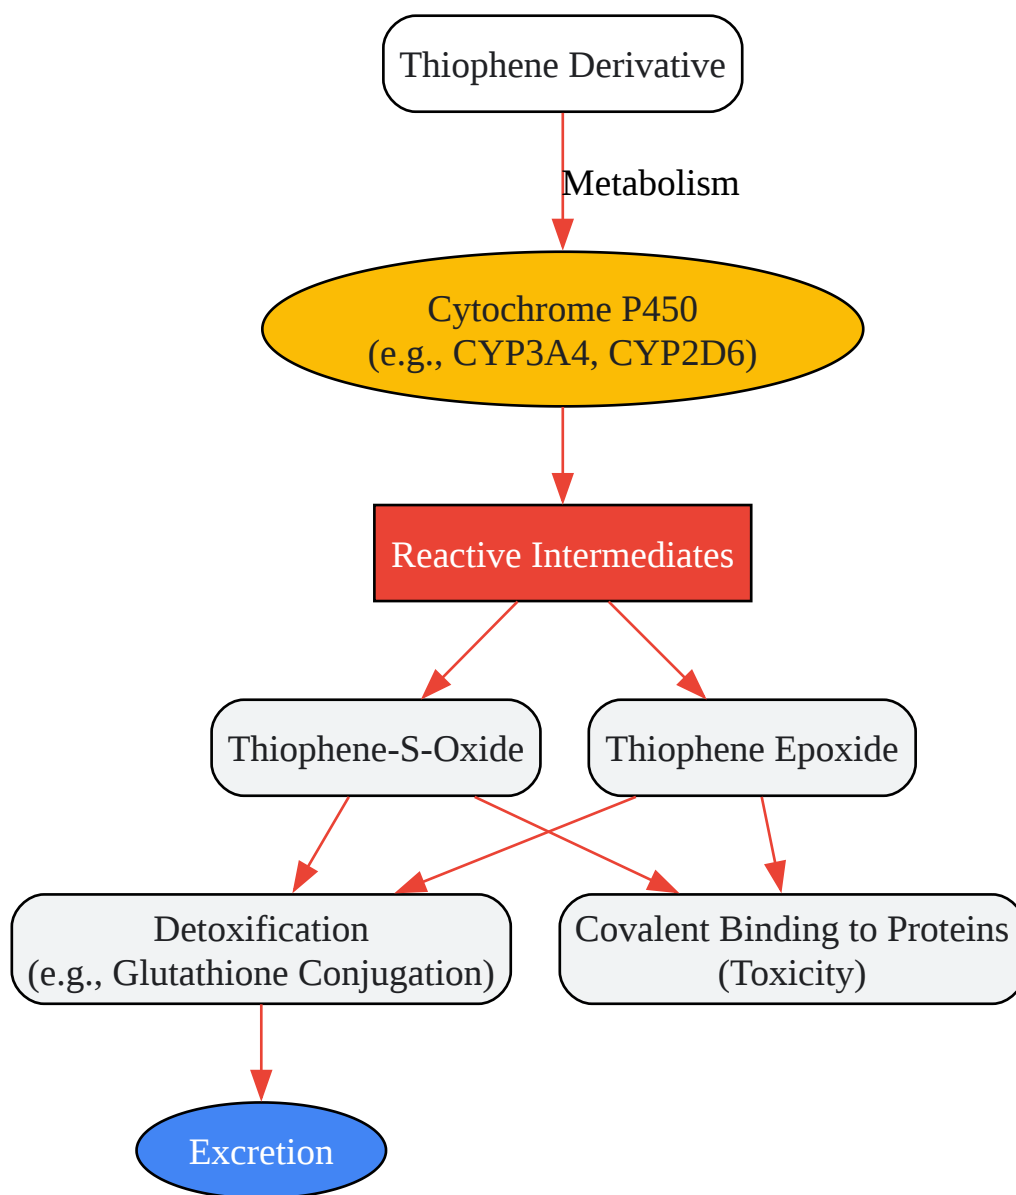 Thiophene Derivative
Metabolism
Cytochrome P450
(e.g., CYP3A4, CYP2D6)
Reactive Intermediates
Thiophene-S-Oxide
Thiophene Epoxide
Detoxification
(e.g., Glutathione Conjugation)
Covalent Binding to Proteins
(Toxicity)
Excretion